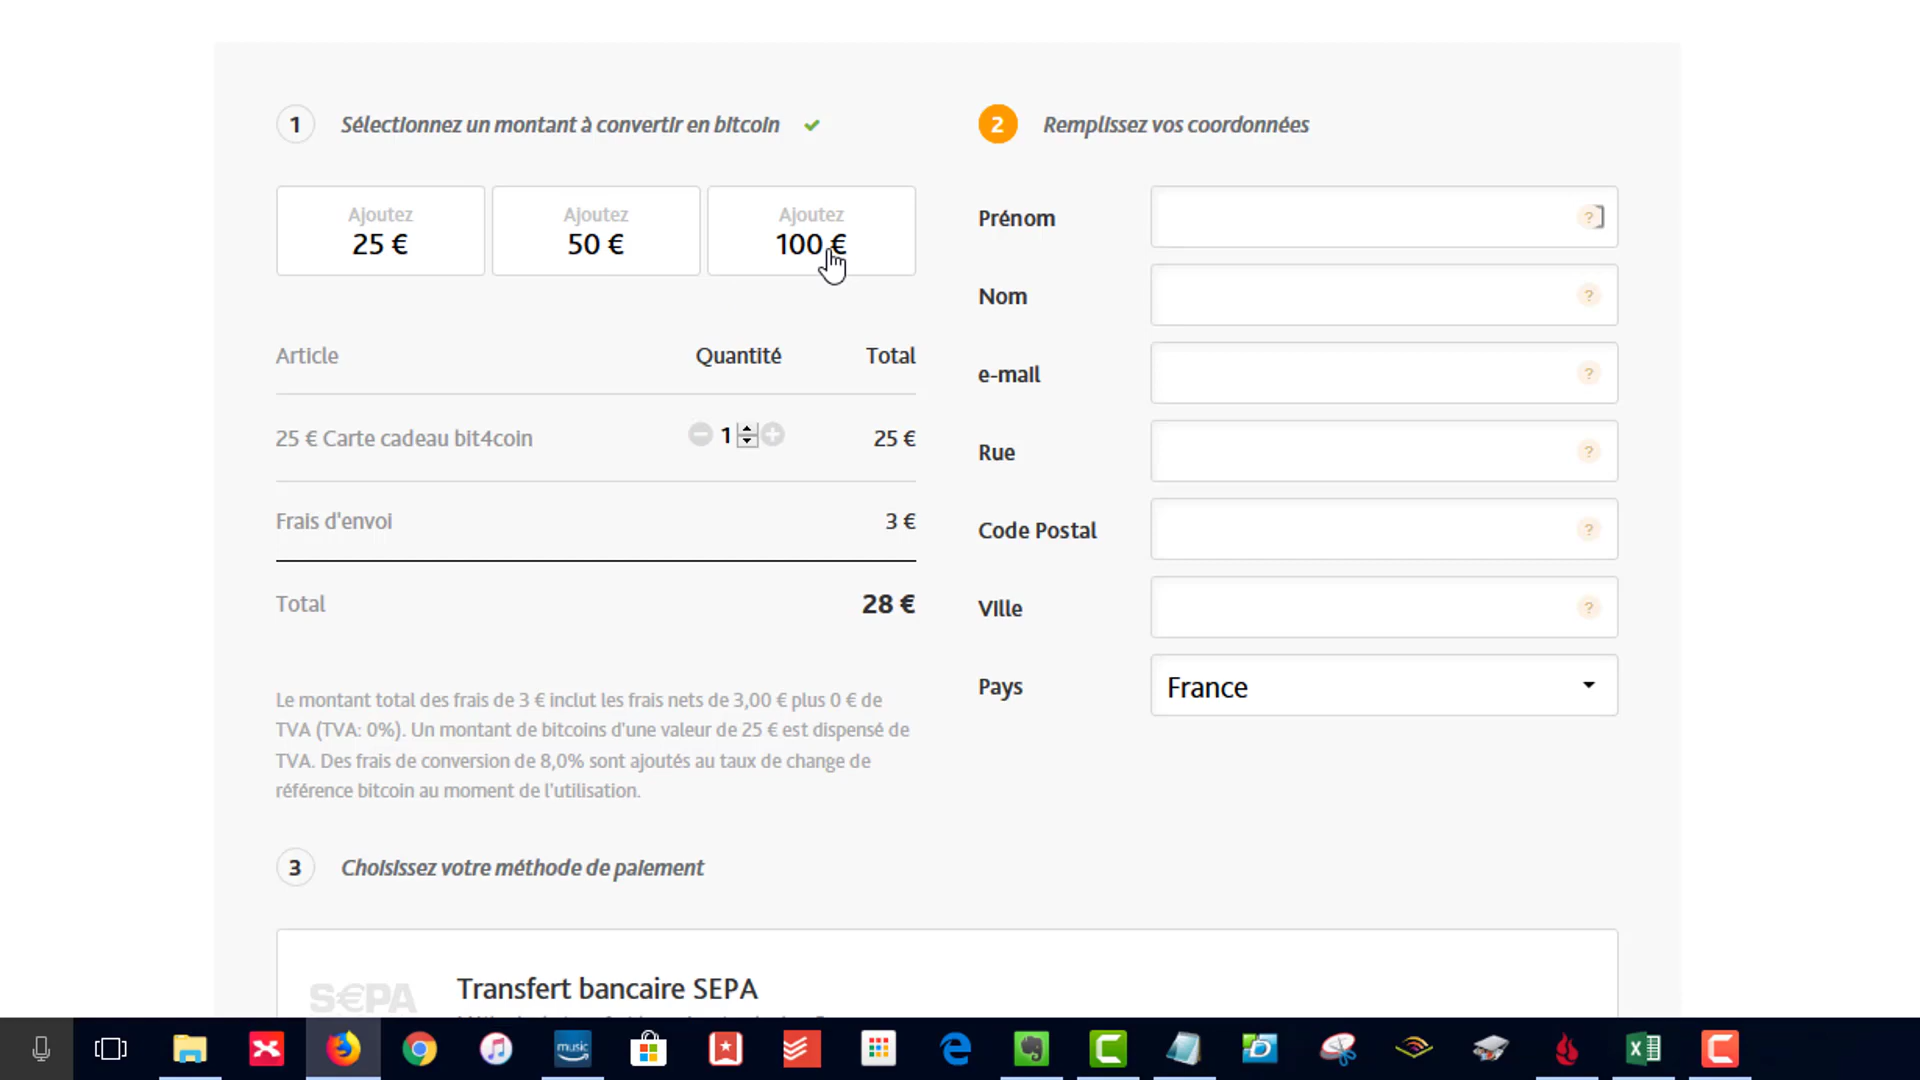 1 Sélectionnez un montant à convertir en bitcoin
Ajoutez
25 €
Ajoutez
50 €
Ajoutez
100 €
Article Quantité Total
25 € Carte cadeau bit4coin 1 25 €
Frais d'envoi 3 €
Total 28 €
Le montant total des frais de 3 € inclut les frais nets de 3,00 € plus 0 € de
TVA (TVA: 0%). Un montant de bitcoins d'une valeur de 25 € est dispensé de
TVA. Des frais de conversion de 8,0% sont ajoutés au taux de change de
référence bitcoin au moment de l'utilisation.
2 Remplissez vos coordonnées
Prénom ?
Nom ?
e-mail ?
Rue ?
Code Postal ?
Ville ?
Pays France
3 Choisissez votre méthode de paiement
S€PA
Transfert bancaire SEPA
music